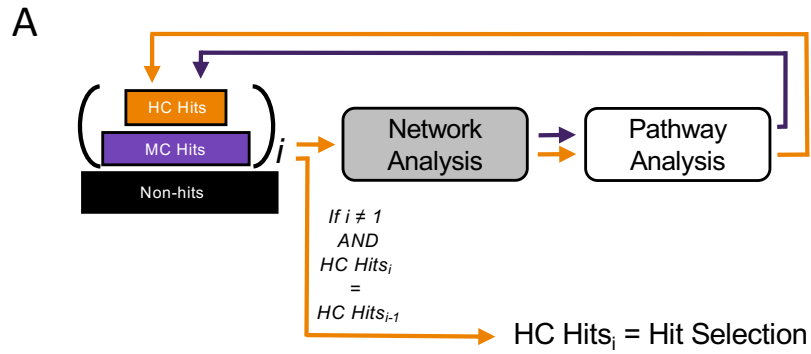 A
HC Hits
MC Hits
Non-hits
i
Network
Analysis
Pathway
Analysis
If i ≠ 1
AND
HC Hitsᵢ
=
HC Hitsᵢ₋₁
HC Hitsᵢ = Hit Selection